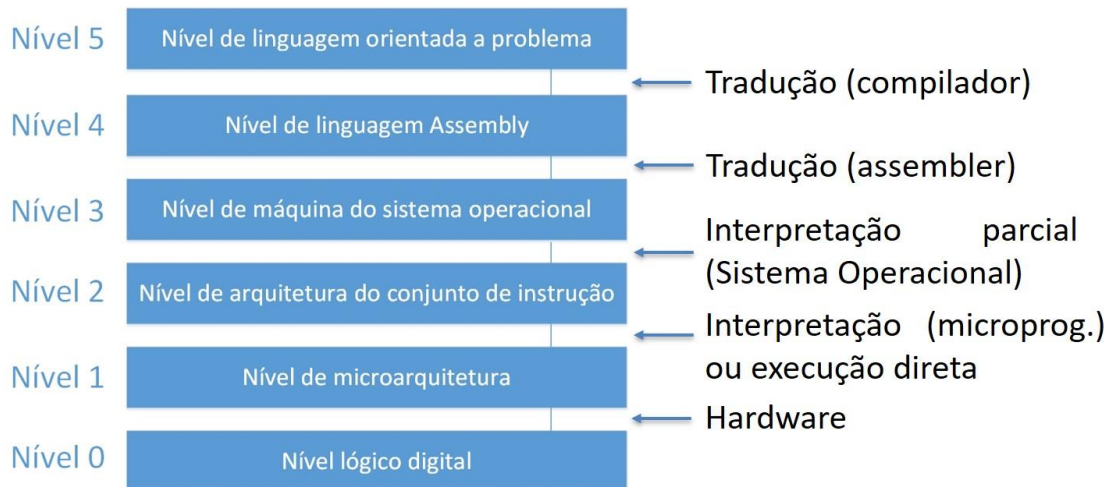 Nível 5
Nível de linguagem orientada a problema
Tradução (compilador)
Nível 4
Nível de linguagem Assembly
Tradução (assembler)
Nível 3
Nível de máquina do sistema operacional
Interpretação parcial
(Sistema Operacional)
Nível 2
Nível de arquitetura do conjunto de instrução
Interpretação (microprog.)
ou execução direta
Nível 1
Nível de microarquitetura
Hardware
Nível 0
Nível lógico digital